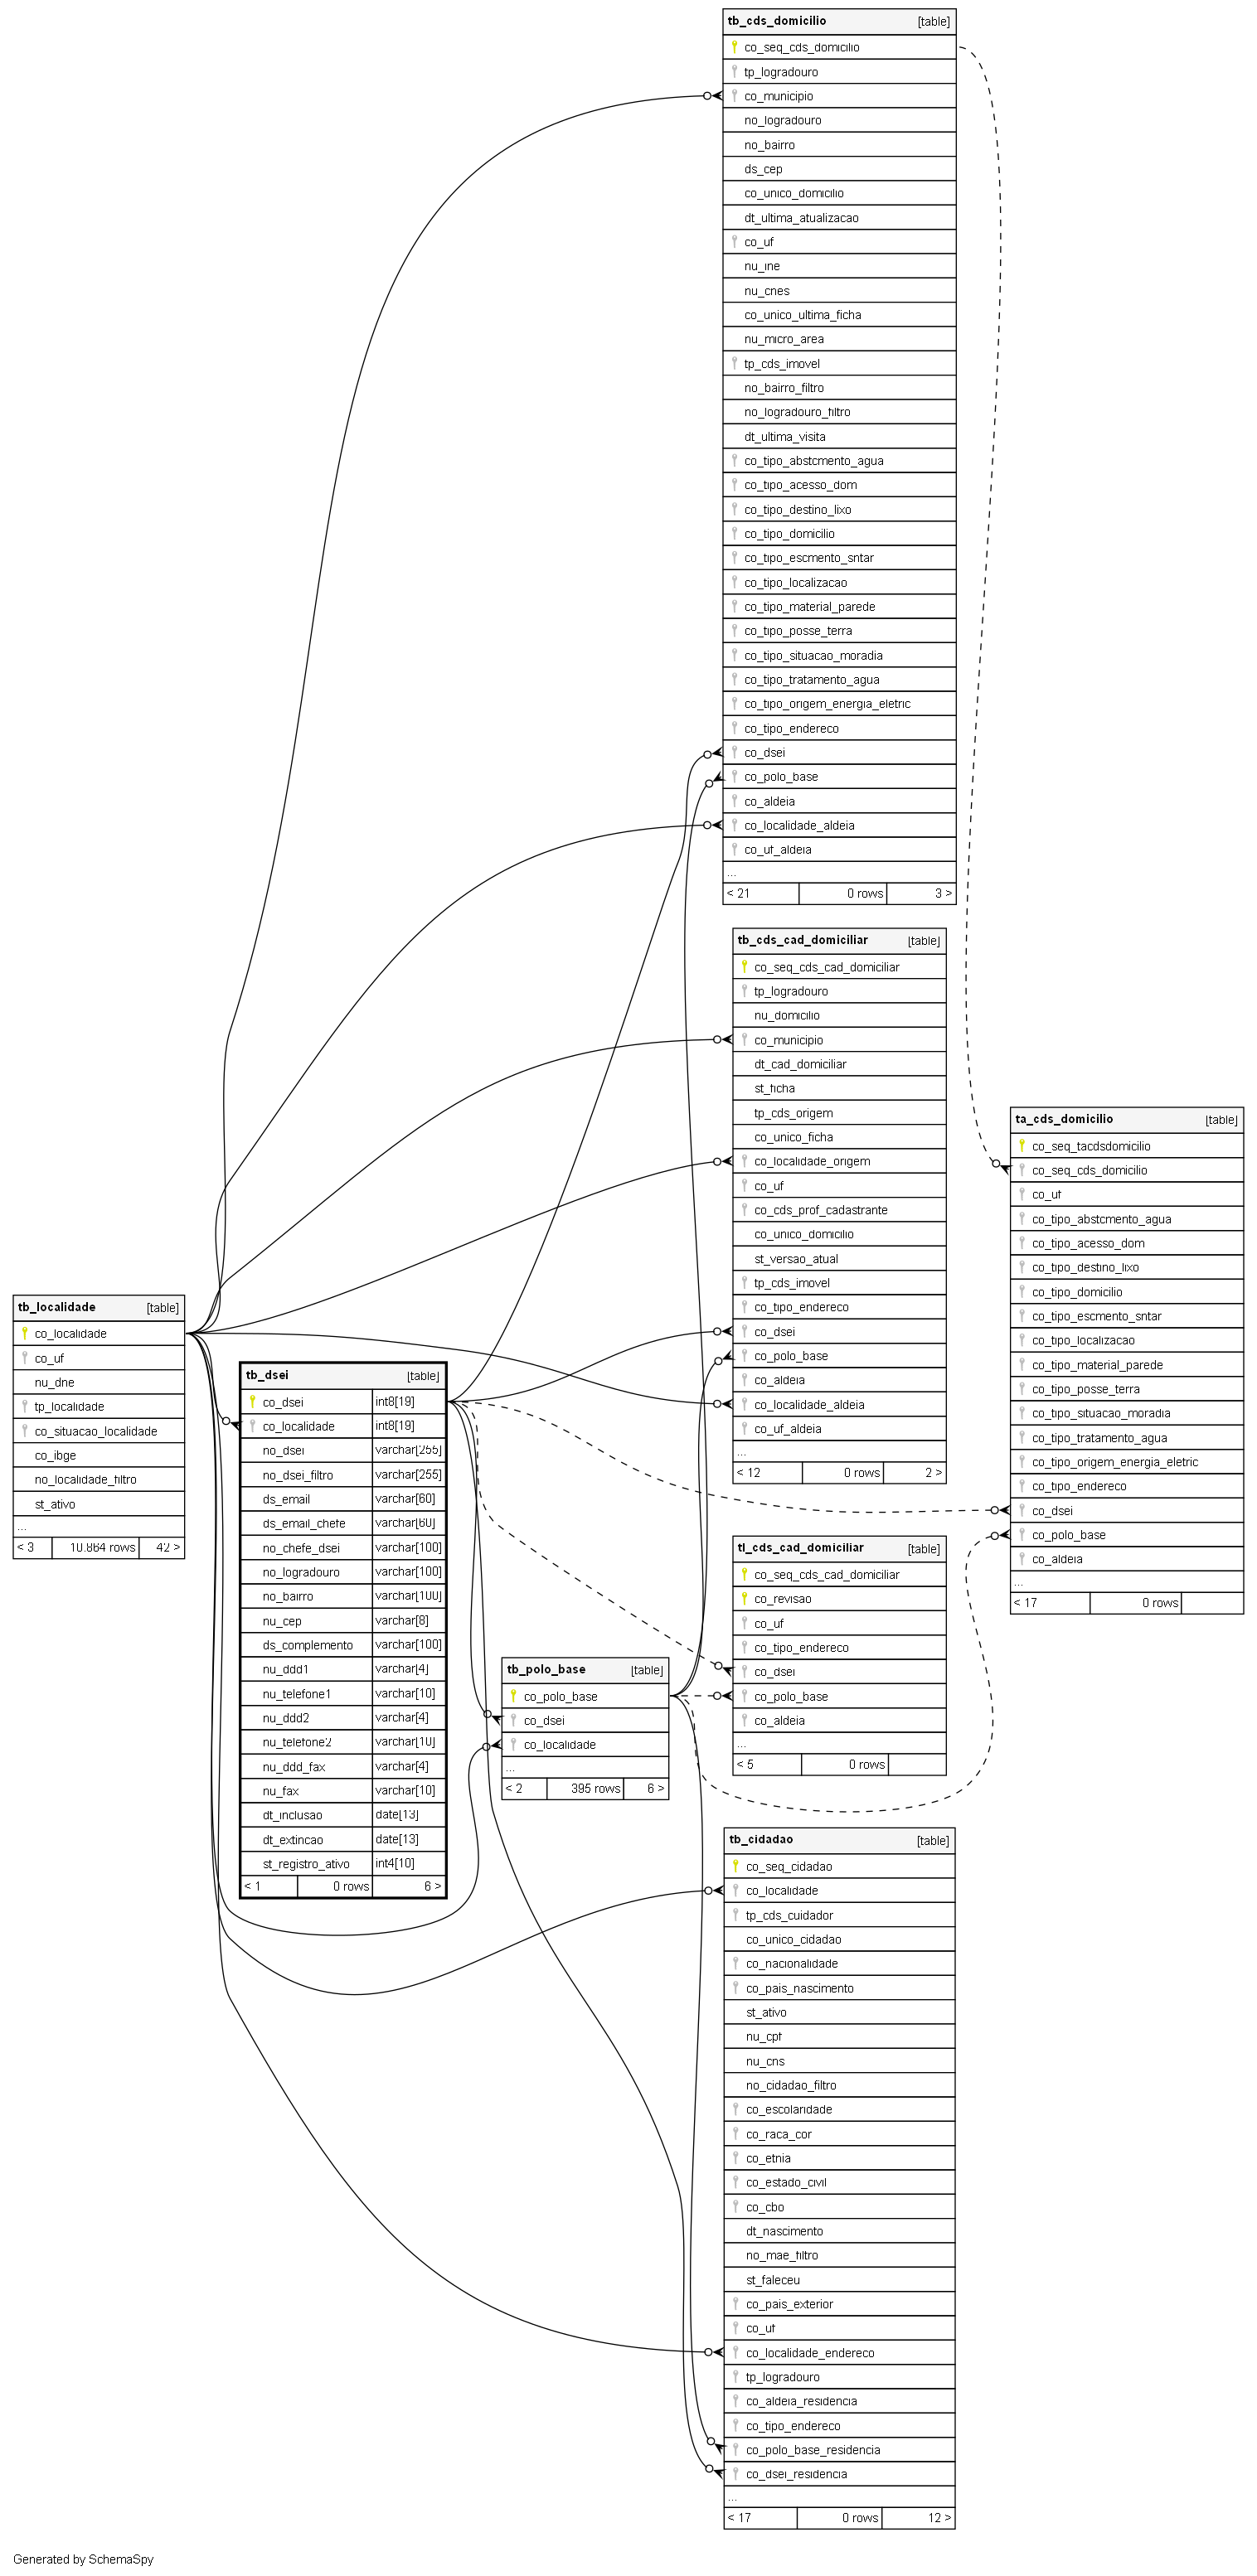 tb_cds_domicilio [table]
co_seq_cds_domicilio
tp_logradouro
co_municipio
no_logradouro
no_bairro
ds_cep
co_unico_domicilio
dt_ultima_atualizacao
co_uf
nu_ine
nu_cnes
co_unico_ultima_ficha
nu_micro_area
tp_cds_imovel
no_bairro_filtro
no_logradouro_filtro
dt_ultima_visita
co_tipo_abstcmento_agua
co_tipo_acesso_dom
co_tipo_destino_lixo
co_tipo_domicilio
co_tipo_escmento_sntar
co_tipo_localizacao
co_tipo_material_parede
co_tipo_posse_terra
co_tipo_situacao_moradia
co_tipo_tratamento_agua
co_tipo_origem_energia_eletric
co_tipo_endereco
co_dsei
co_polo_base
co_aldeia
co_localidade_aldeia
co_uf_aldeia
...
< 21 0 rows 3 >
tb_cds_cad_domiciliar [table]
co_seq_cds_cad_domiciliar
tp_logradouro
nu_domicilio
co_municipio
dt_cad_domiciliar
st_ficha
tp_cds_origem
co_unico_ficha
co_localidade_origem
co_uf
co_cds_prof_cadastrante
co_unico_domicilio
st_versao_atual
tp_cds_imovel
co_tipo_endereco
co_dsei
co_polo_base
co_aldeia
co_localidade_aldeia
co_uf_aldeia
...
< 12 0 rows 2 >
ta_cds_domicilio [table]
co_seq_tacdsdomicilio
co_seq_cds_domicilio
co_uf
co_tipo_abstcmento_agua
co_tipo_acesso_dom
co_tipo_destino_lixo
co_tipo_domicilio
co_tipo_escmento_sntar
co_tipo_localizacao
co_tipo_material_parede
co_tipo_posse_terra
co_tipo_situacao_moradia
co_tipo_tratamento_agua
co_tipo_origem_energia_eletric
co_tipo_endereco
co_dsei
co_polo_base
co_aldeia
...
< 17 0 rows
tb_localidade [table]
co_localidade
co_uf
nu_dne
tp_localidade
co_situacao_localidade
co_ibge
no_localidade_filtro
st_ativo
...
< 3 10.864 rows 42 >
tb_dsei [table]
co_dsei int8[19]
co_localidade int8[19]
no_dsei varchar[255]
no_dsei_filtro varchar[255]
ds_email varchar[60]
ds_email_chefe varchar[60]
no_chefe_dsei varchar[100]
no_logradouro varchar[100]
no_bairro varchar[100]
nu_cep varchar[8]
ds_complemento varchar[100]
nu_ddd1 varchar[4]
nu_telefone1 varchar[10]
nu_ddd2 varchar[4]
nu_telefone2 varchar[10]
nu_ddd_fax varchar[4]
nu_fax varchar[10]
dt_inclusao date[13]
dt_extincao date[13]
st_registro_ativo int4[10]
< 1 0 rows 6 >
tl_cds_cad_domiciliar [table]
co_seq_cds_cad_domiciliar
co_revisao
co_uf
co_tipo_endereco
co_dsei
co_polo_base
co_aldeia
...
< 5 0 rows
tb_polo_base [table]
co_polo_base
co_dsei
co_localidade
...
< 2 395 rows 6 >
tb_cidadao [table]
co_seq_cidadao
co_localidade
tp_cds_cuidador
co_unico_cidadao
co_nacionalidade
co_pais_nascimento
st_ativo
nu_cpf
nu_cns
no_cidadao_filtro
co_escolaridade
co_raca_cor
co_etnia
co_estado_civil
co_cbo
dt_nascimento
no_mae_filtro
st_faleceu
co_pais_exterior
co_uf
co_localidade_endereco
tp_logradouro
co_aldeia_residencia
co_tipo_endereco
co_polo_base_residencia
co_dsei_residencia
...
< 17 0 rows 12 >
Generated by SchemaSpy